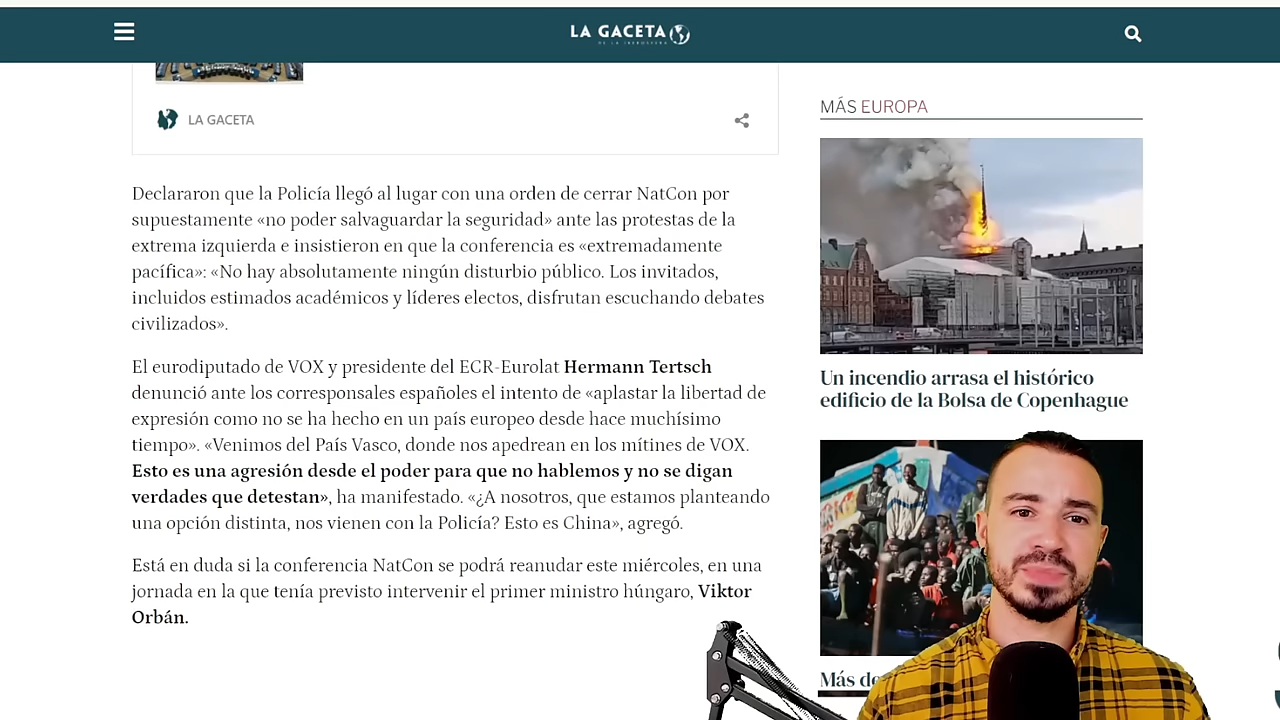 LA GACETA
DE LA IBEROSFERA
LA GACETA
Declararon que la Policía llegó al lugar con una orden de cerrar NatCon por
supuestamente «no poder salvaguardar la seguridad» ante las protestas de la
extrema izquierda e insistieron en que la conferencia es «extremadamente
pacífica»: «No hay absolutamente ningún disturbio público. Los invitados,
incluidos estimados académicos y líderes electos, disfrutan escuchando debates
civilizados».
El eurodiputado de VOX y presidente del ECR-Eurolat Hermann Tertsch
denunció ante los corresponsales españoles el intento de «aplastar la libertad de
expresión como no se ha hecho en un país europeo desde hace muchísimo
tiempo». «Venimos del País Vasco, donde nos apedrean en los mítines de VOX.
Esto es una agresión desde el poder para que no hablemos y no se digan
verdades que detestan», ha manifestado. «¿A nosotros, que estamos planteando
una opción distinta, nos vienen con la Policía? Esto es China», agregó.
Está en duda si la conferencia NatCon se podrá reanudar este miércoles, en una
jornada en la que tenía previsto intervenir el primer ministro húngaro, Viktor
Orbán.
MÁS EUROPA
Un incendio arrasa el histórico
edificio de la Bolsa de Copenhague
Más de